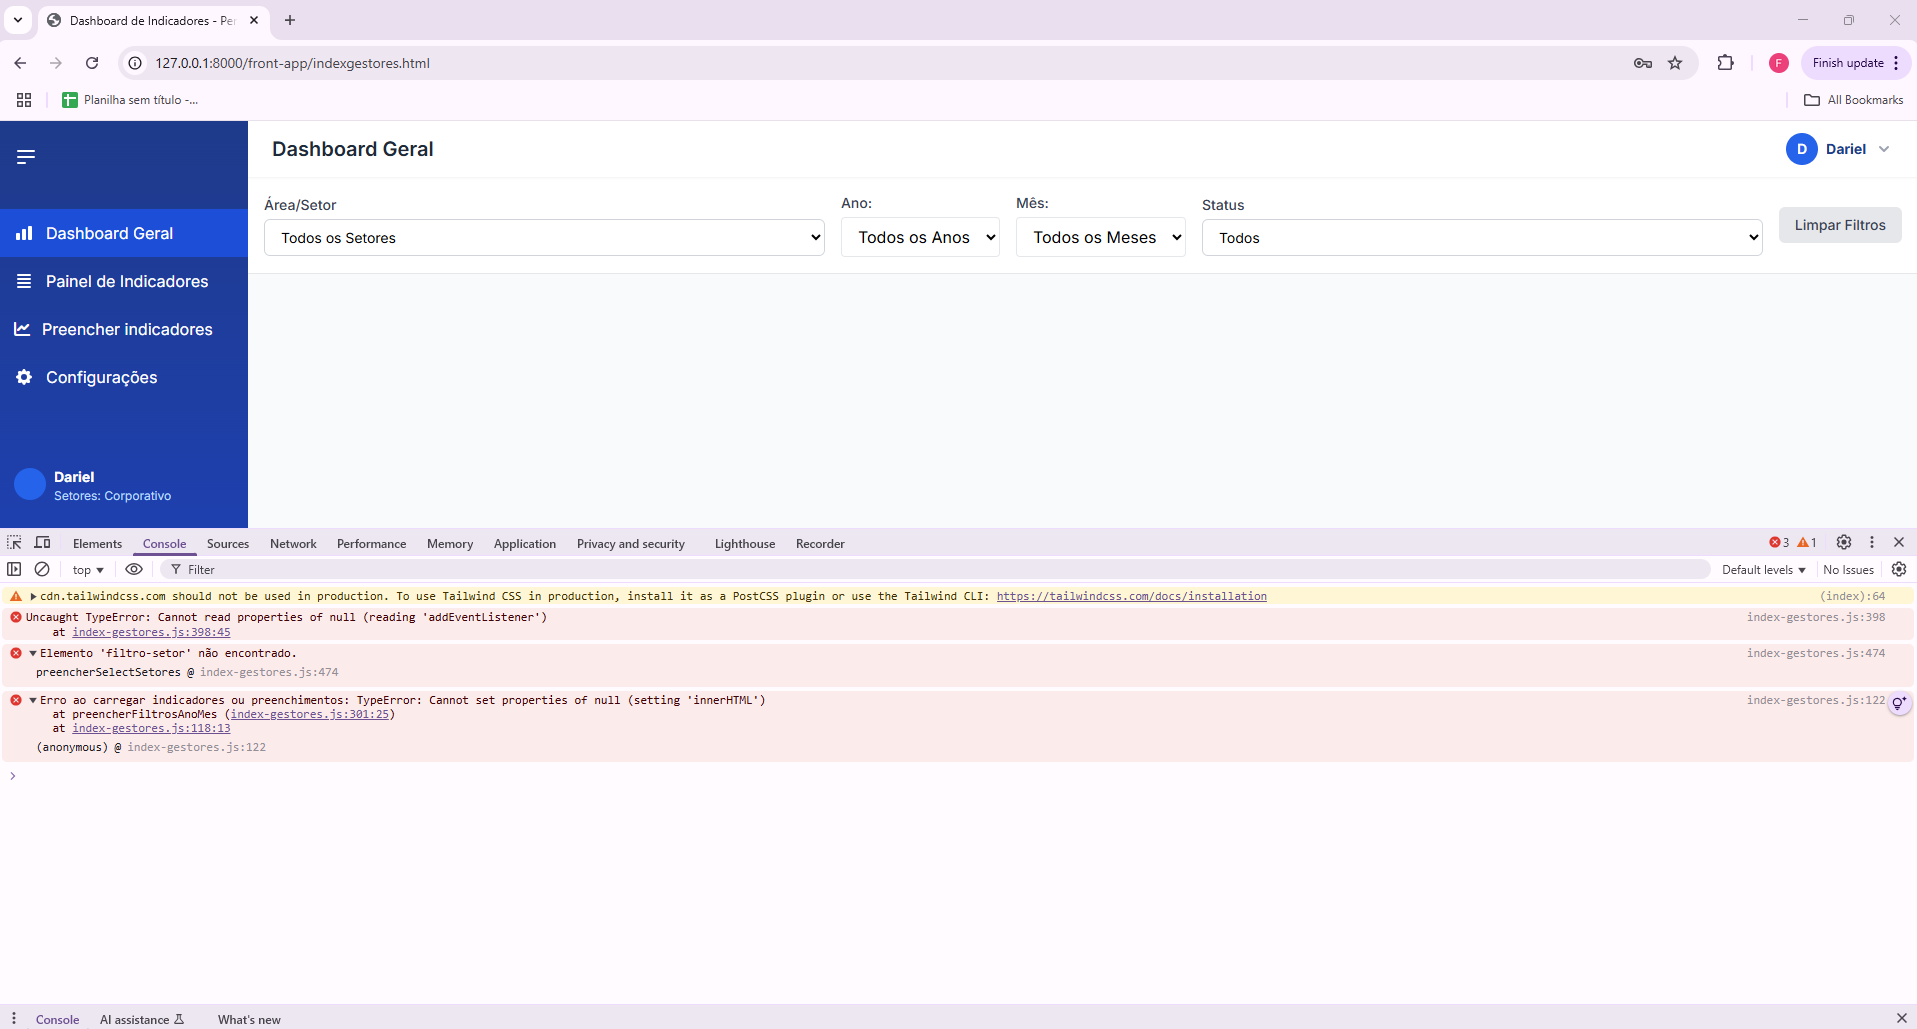 Dashboard de Indicadores - Per
127.0.0.1:8000/front-app/indexgestores.html
F
Finish update
Planilha sem título -...
All Bookmarks
Dashboard Geral
D
Dariel
Área/Setor
Todos os Setores
Ano:
Todos os Anos
Mês:
Todos os Meses
Status
Todos
Limpar Filtros
Dashboard Geral
Painel de Indicadores
Preencher indicadores
Configurações
Dariel
Setores: Corporativo
Elements Console Sources Network Performance Memory Application Privacy and security Lighthouse Recorder
3 1
top Filter Default levels No Issues
cdn.tailwindcss.com should not be used in production. To use Tailwind CSS in production, install it as a PostCSS plugin or use the Tailwind CLI: https://tailwindcss.com/docs/installation (index):64
Uncaught TypeError: Cannot read properties of null (reading 'addEventListener') index-gestores.js:398
at index-gestores.js:398:45
Elemento 'filtro-setor' não encontrado. index-gestores.js:474
preencherSelectSetores @ index-gestores.js:474
Erro ao carregar indicadores ou preenchimentos: TypeError: Cannot set properties of null (setting 'innerHTML') index-gestores.js:122
at preencherFiltrosAnoMes (index-gestores.js:301:25)
at index-gestores.js:118:13
(anonymous) @ index-gestores.js:122
Console AI assistance What's new